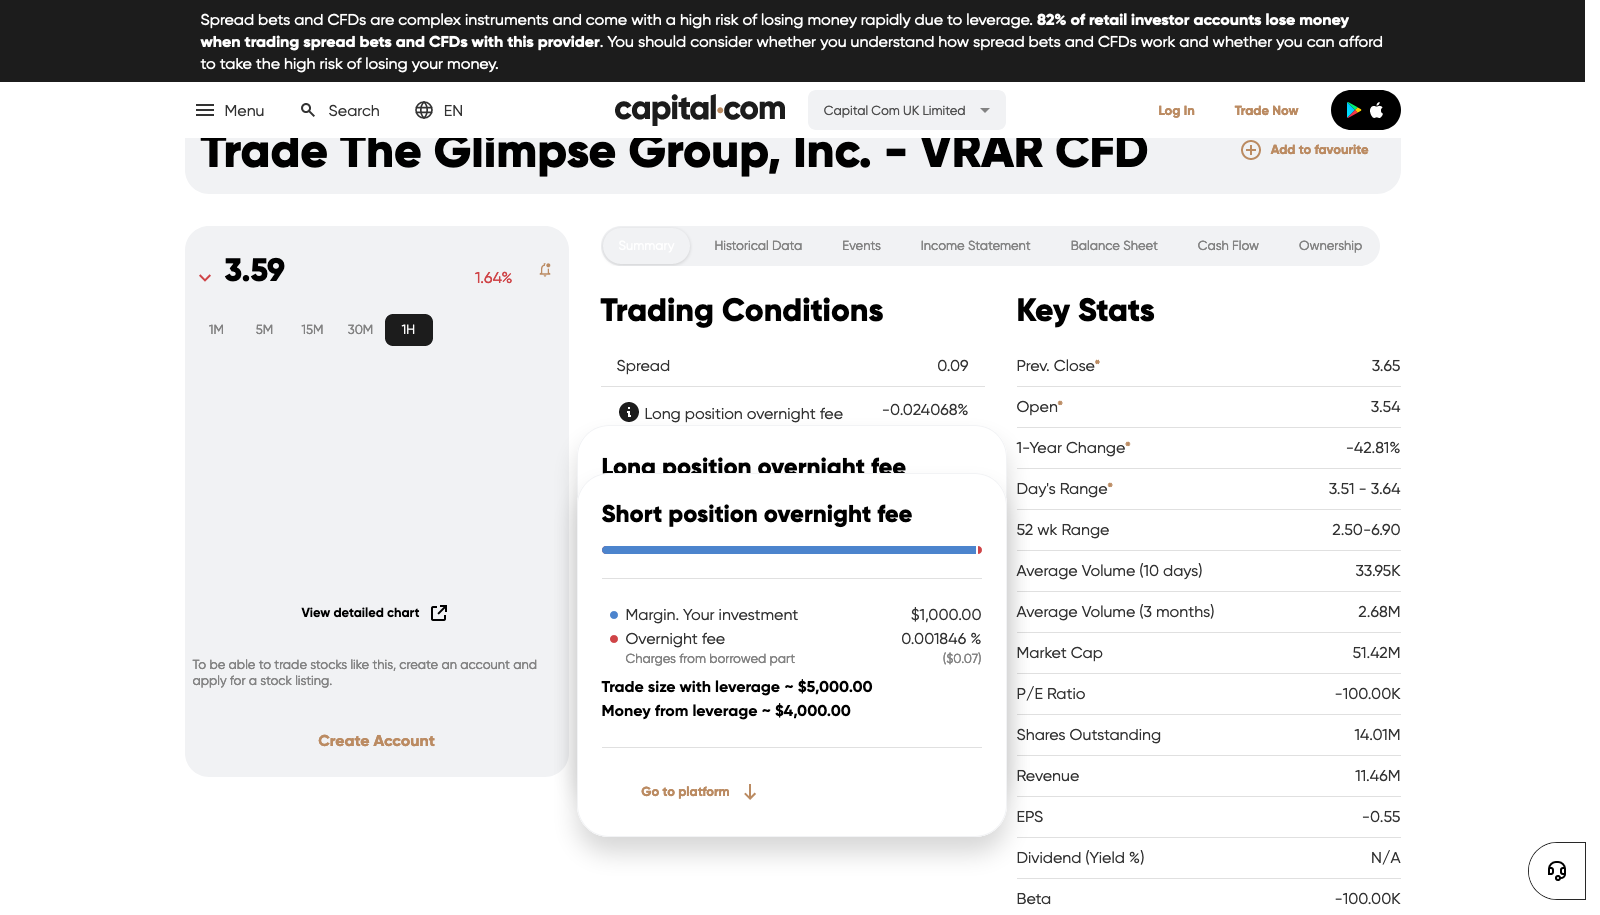 Spread bets and CFDs are complex instruments and come with a high risk of losing money rapidly due to leverage. 82% of retail investor accounts lose money
when trading spread bets and CFDs with this provider. You should consider whether you understand how spread bets and CFDs work and whether you can afford
to take the high risk of losing your money.
Menu
Search
EN
capital.com
Capital Com UK Limited
Log In
Trade Now
Trade The Glimpse Group, Inc. - VRAR CFD
Add to favourite
3.59
1.64%
1M 5M 15M 30M 1H
View detailed chart
To be able to trade stocks like this, create an account and
apply for a stock listing.
Create Account
Summary Historical Data Events Income Statement Balance Sheet Cash Flow Ownership
Trading Conditions
Spread 0.09
Long position overnight fee -0.024068%
Long position overnight fee
Short position overnight fee
Margin. Your investment $1,000.00
Overnight fee 0.001846 %
Charges from borrowed part ($0.07)
Trade size with leverage ~ $5,000.00
Money from leverage ~ $4,000.00
Go to platform
Key Stats
Prev. Close* 3.65
Open* 3.54
1-Year Change* -42.81%
Day's Range* 3.51 - 3.64
52 wk Range 2.50-6.90
Average Volume (10 days) 33.95K
Average Volume (3 months) 2.68M
Market Cap 51.42M
P/E Ratio -100.00K
Shares Outstanding 14.01M
Revenue 11.46M
EPS -0.55
Dividend (Yield %) N/A
Beta -100.00K